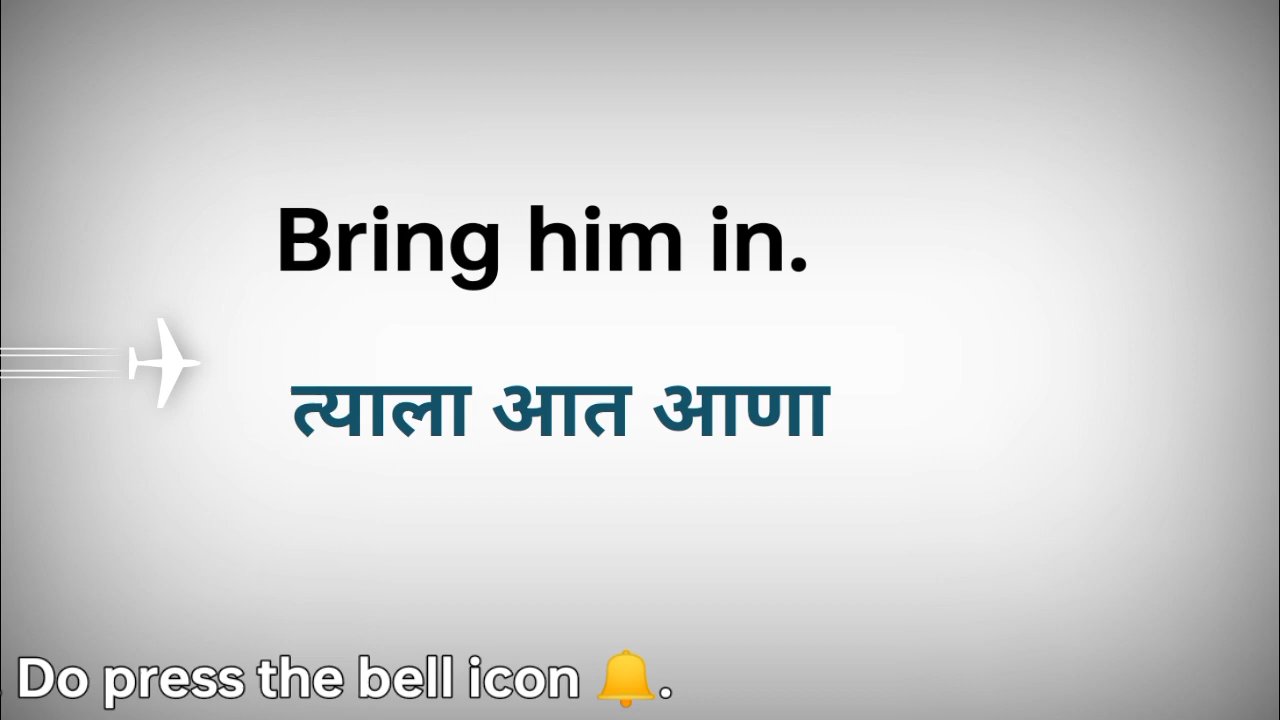 Bring him in.
त्याला आत आणा
. Do press the bell icon 🔔.